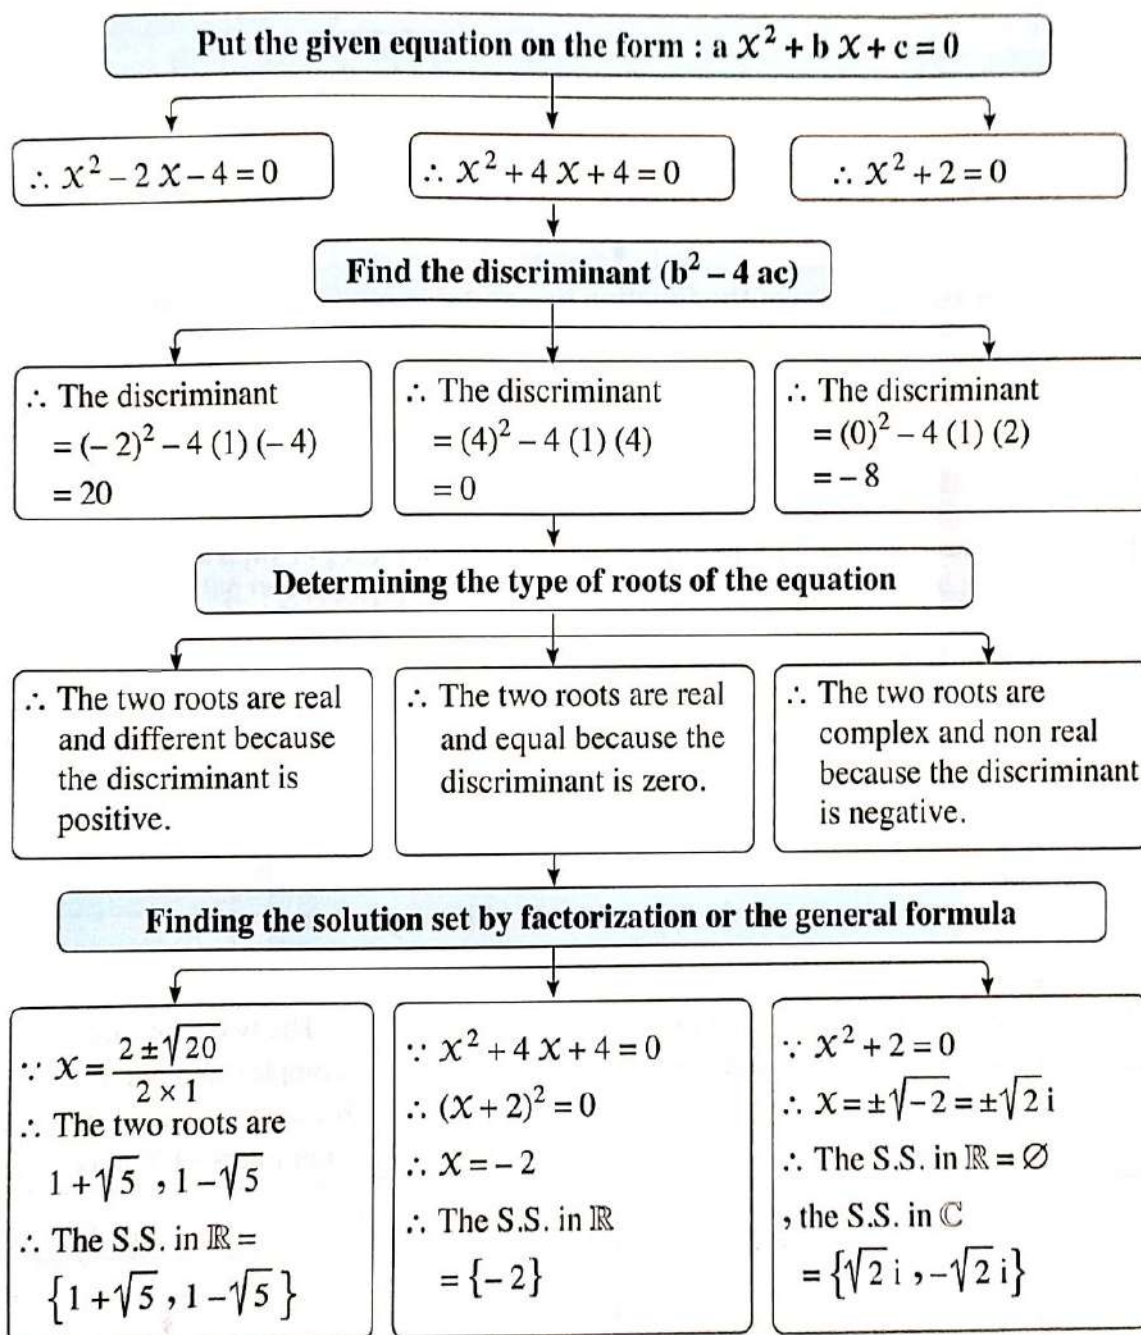 Put the given equation on the form : a x² + b x + c = 0
∴ x² – 2 x – 4 = 0
∴ x² + 4 x + 4 = 0
∴ x² + 2 = 0
Find the discriminant (b² – 4 ac)
∴ The discriminant
= (– 2)² – 4 (1) (– 4)
= 20
∴ The discriminant
= (4)² – 4 (1) (4)
= 0
∴ The discriminant
= (0)² – 4 (1) (2)
= – 8
Determining the type of roots of the equation
∴ The two roots are real
and different because
the discriminant is
positive.
∴ The two roots are real
and equal because the
discriminant is zero.
∴ The two roots are
complex and non real
because the discriminant
is negative.
Finding the solution set by factorization or the general formula
∵ x = (2 ± √20) / (2 × 1)
∴ The two roots are
1 + √5 , 1 – √5
∴ The S.S. in ℝ =
{1 + √5 , 1 – √5}
∵ x² + 4 x + 4 = 0
∴ (x + 2)² = 0
∴ x = – 2
∴ The S.S. in ℝ
= {– 2}
∵ x² + 2 = 0
∴ x = ± √–2 = ± √2 i
∴ The S.S. in ℝ = ∅
, the S.S. in ℂ
= {√2 i , – √2 i}